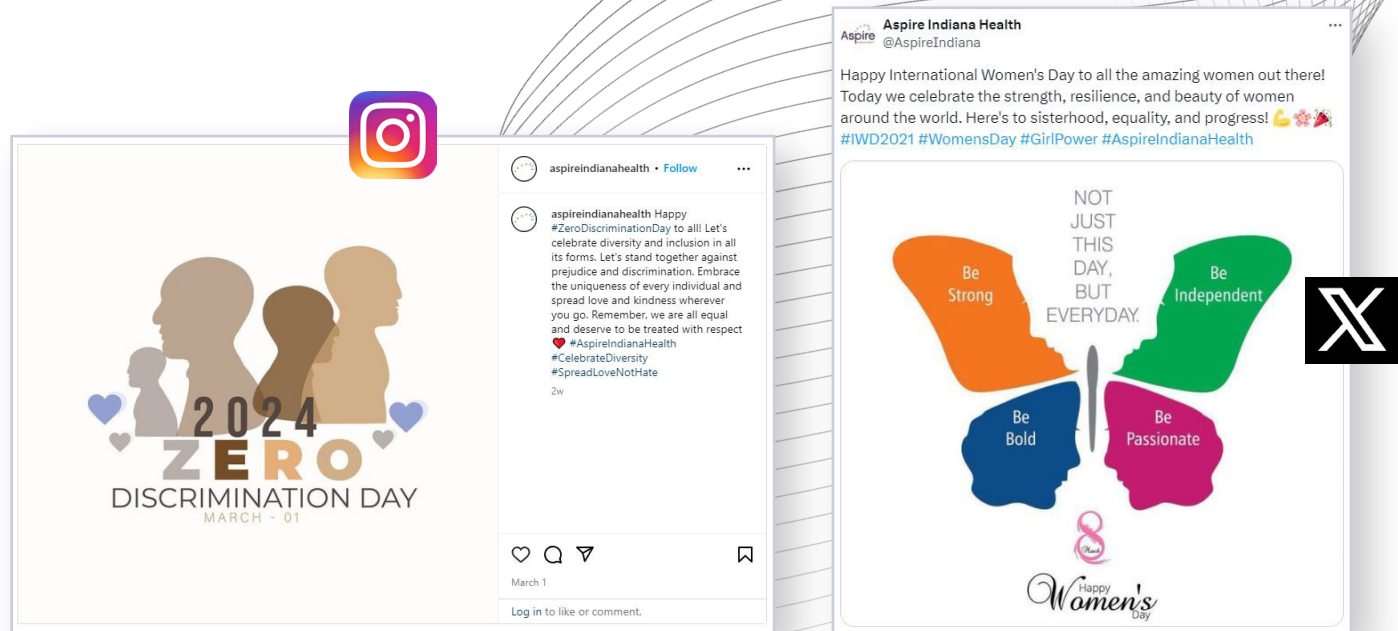 2024
ZERO
DISCRIMINATION DAY
MARCH - 01
aspireindianahealth • Follow
aspireindianahealth Happy
#ZeroDiscriminationDay to all! Let's
celebrate diversity and inclusion in all
its forms. Let's stand together against
prejudice and discrimination. Embrace
the uniqueness of every individual and
spread love and kindness wherever
you go. Remember, we are all equal
and deserve to be treated with respect
❤️ #AspireIndianaHealth
#CelebrateDiversity
#SpreadLoveNotHate
2w
March 1
Log in to like or comment.
Aspire
Aspire Indiana Health
@AspireIndiana
Happy International Women's Day to all the amazing women out there!
Today we celebrate the strength, resilience, and beauty of women
around the world. Here's to sisterhood, equality, and progress! 💪🌸🎉
#IWD2021 #WomensDay #GirlPower #AspireIndianaHealth
NOT
JUST
THIS
DAY,
BUT
EVERYDAY.
Be
Strong
Be
Independent
Be
Bold
Be
Passionate
8
March
Happy
Women's
Day